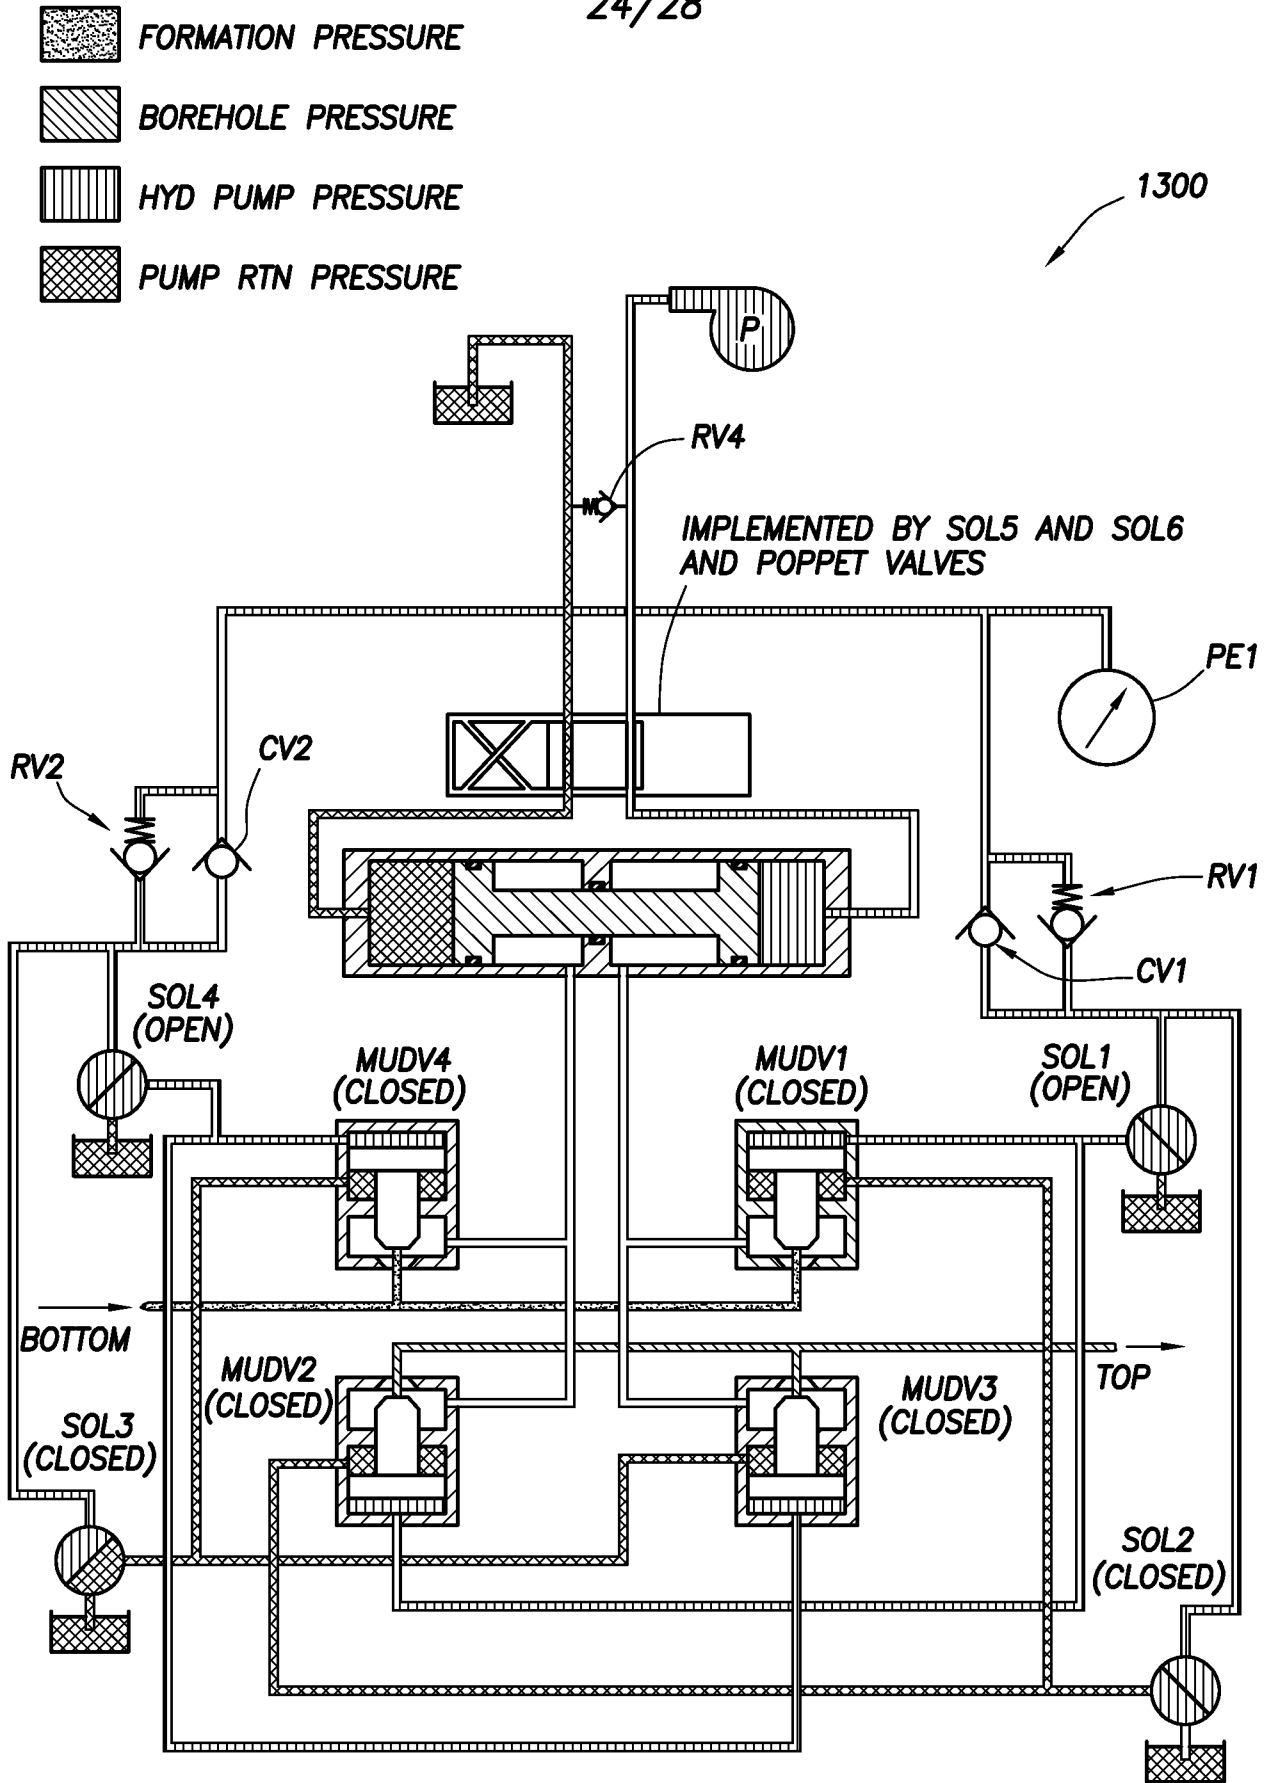 24/28
FORMATION PRESSURE
BOREHOLE PRESSURE
HYD PUMP PRESSURE
PUMP RTN PRESSURE
1300
P
RV4
IMPLEMENTED BY SOL5 AND SOL6
AND POPPET VALVES
PE1
RV2
CV2
RV1
CV1
SOL4
(OPEN)
MUDV4
(CLOSED)
MUDV1
(CLOSED)
SOL1
(OPEN)
BOTTOM
TOP
MUDV2
(CLOSED)
MUDV3
(CLOSED)
SOL3
(CLOSED)
SOL2
(CLOSED)